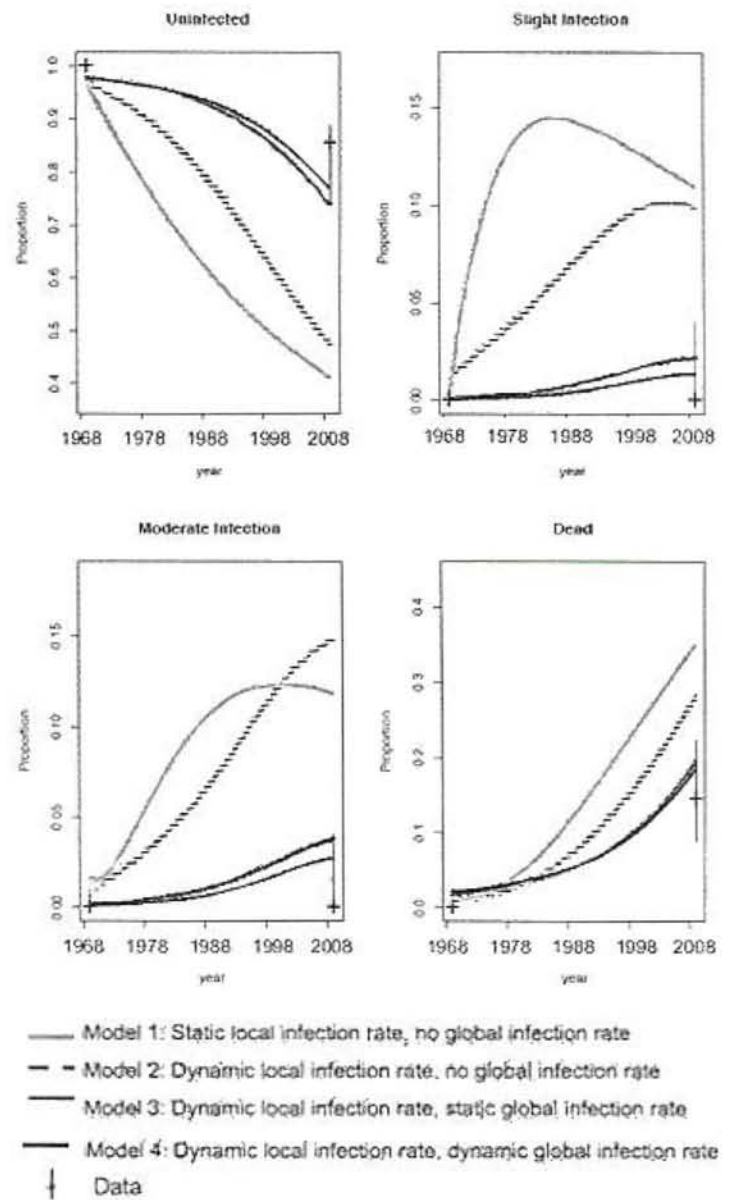 Uninfected
Slight Infection
Proportion
1.0
0.9
0.8
0.7
0.6
0.5
0.4
1968 1978 1988 1998 2008
year
Proportion
0.15
0.10
0.05
0.00
1968 1978 1988 1998 2008
year
Moderate Infection
Dead
Proportion
0.15
0.10
0.05
0.00
1968 1978 1988 1998 2008
year
Proportion
0.4
0.3
0.2
0.1
0.0
1968 1978 1988 1998 2008
year
Model 1: Static local infection rate, no global infection rate
Model 2: Dynamic local infection rate, no global infection rate
Model 3: Dynamic local infection rate, static global infection rate
Model 4: Dynamic local infection rate, dynamic global infection rate
Data